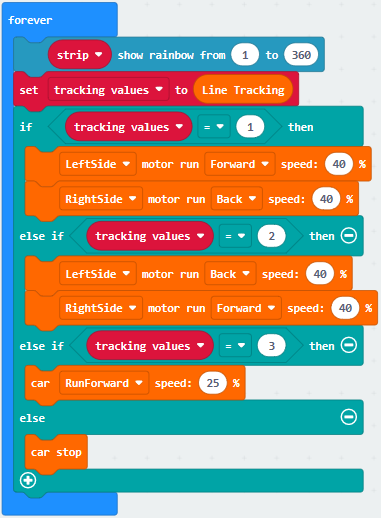 forever
strip ▾ show rainbow from 1 to 360
set tracking values ▾ to Line Tracking
if tracking values ▾ = ▾ 1 then
LeftSide ▾ motor run Forward ▾ speed: 40 %
RightSide ▾ motor run Back ▾ speed: 40 %
else if tracking values ▾ = ▾ 2 then
LeftSide ▾ motor run Back ▾ speed: 40 %
RightSide ▾ motor run Forward ▾ speed: 40 %
else if tracking values ▾ = ▾ 3 then
car RunForward ▾ speed: 25 %
else
car stop